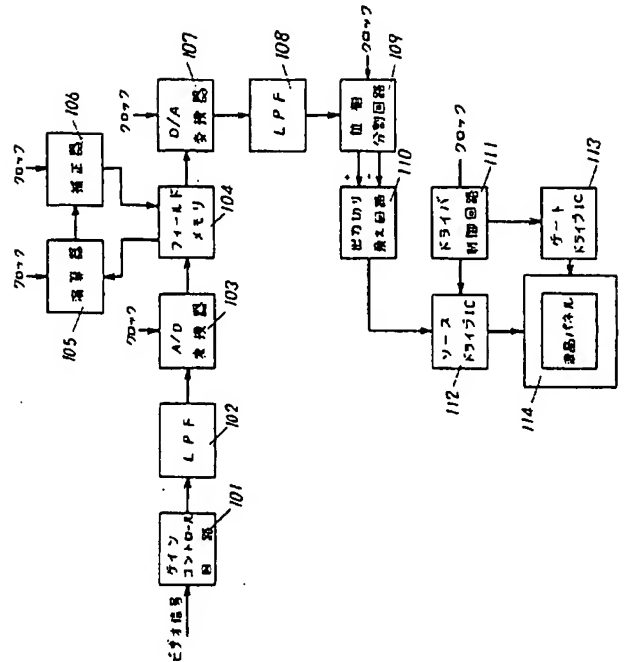 ビデオ信号
ゲイン
コントロール
回路
101
LPF
102
クロック
A/D
変換器
103
フィールド
メモリ
104
クロック
演算器
105
クロック
補正器
106
クロック
D/A
変換器
107
LPF
108
クロック
位相
分割回路
109
+
-
出力切り
換え回路
110
クロック
ドライバ
制御回路
111
ソース
ドライブIC
112
ゲート
ドライブIC
113
液晶パネル
114